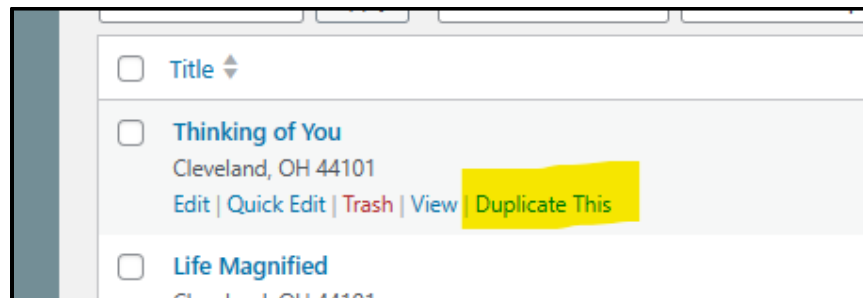 Title
Thinking of You
Cleveland, OH 44101
Edit | Quick Edit | Trash | View | Duplicate This
Life Magnified